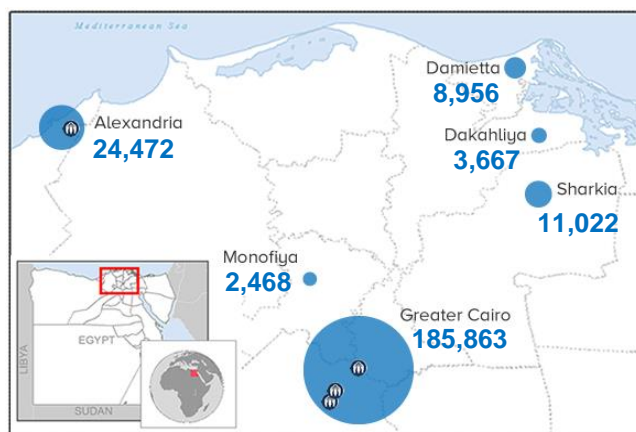 Mediterranean Sea
Damietta
8,956
Alexandria
24,472
Dakahliya
3,667
Sharkia
11,022
Monofiya
2,468
Greater Cairo
185,863
LIBYA
EGYPT
SUDAN